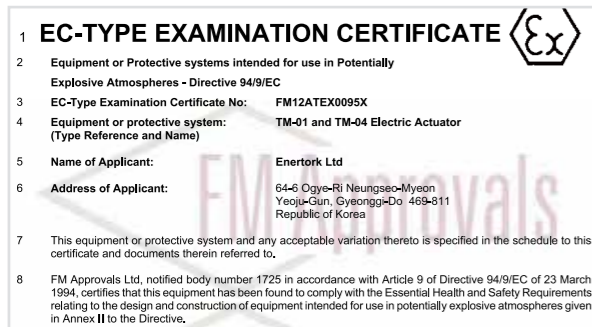 1 EC-TYPE EXAMINATION CERTIFICATE Ex
2 Equipment or Protective systems intended for use in Potentially
Explosive Atmospheres - Directive 94/9/EC
3 EC-Type Examination Certificate No: FM12ATEX0095X
4 Equipment or protective system: TM-01 and TM-04 Electric Actuator
(Type Reference and Name)
5 Name of Applicant: Enertork Ltd
6 Address of Applicant: 64-6 Ogye-Ri Neungseo-Myeon
Yeoju-Gun, Gyeonggi-Do 469-811
Republic of Korea
FM Approvals
7 This equipment or protective system and any acceptable variation thereto is specified in the schedule to this
certificate and documents therein referred to.
8 FM Approvals Ltd, notified body number 1725 in accordance with Article 9 of Directive 94/9/EC of 23 March
1994, certifies that this equipment has been found to comply with the Essential Health and Safety Requirements
relating to the design and construction of equipment intended for use in potentially explosive atmospheres given
in Annex II to the Directive.